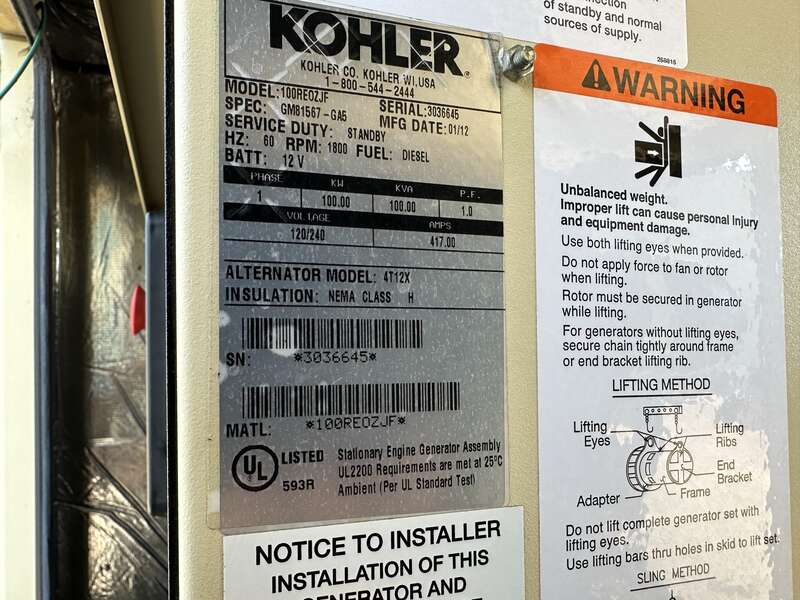 KOHLER®
KOHLER CO. KOHLER WI. USA
1-800-544-2444
MODEL: 100REOZJF
SPEC: GM81567-GA5 SERIAL: 3036645
SERVICE DUTY: STANDBY MFG DATE: 01/12
HZ: 60 RPM: 1800 FUEL: DIESEL
BATT: 12 V
PHASE KW KVA P.F.
1 100.00 100.00 1.0
VOLTAGE AMPS
120/240 417.00
ALTERNATOR MODEL: 4T12X
INSULATION: NEMA CLASS H
SN: *3036645*
MATL: *100REOZJF*
UL LISTED
593R
Stationary Engine Generator Assembly
UL2200 Requirements are met at 25°C
Ambient (Per UL Standard Test)
NOTICE TO INSTALLER
INSTALLATION OF THIS
GENERATOR AND
of standby and normal
sources of supply.
WARNING
Unbalanced weight.
Improper lift can cause personal injury
and equipment damage.
Use both lifting eyes when provided.
Do not apply force to fan or rotor
when lifting.
Rotor must be secured in generator
while lifting.
For generators without lifting eyes,
secure chain tightly around frame
or end bracket lifting rib.
LIFTING METHOD
Lifting
Eyes
Lifting
Ribs
End
Bracket
Frame
Adapter
Do not lift complete generator set with
lifting eyes.
Use lifting bars thru holes in skid to lift set.
SLING METHOD